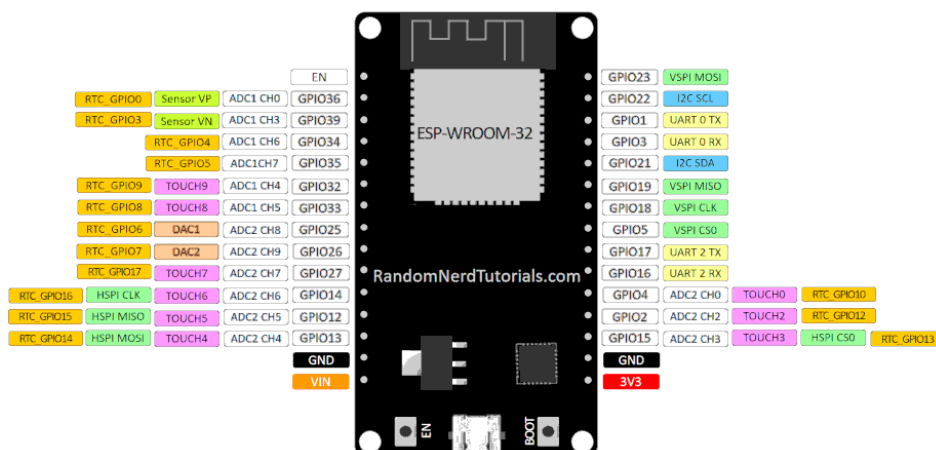 EN
RTC_GPIO0 Sensor VP ADC1 CH0 GPIO36
RTC_GPIO3 Sensor VN ADC1 CH3 GPIO39
RTC_GPIO4 ADC1 CH6 GPIO34
RTC_GPIO5 ADC1CH7 GPIO35
RTC_GPIO9 TOUCH9 ADC1 CH4 GPIO32
RTC_GPIO8 TOUCH8 ADC1 CH5 GPIO33
RTC_GPIO6 DAC1 ADC2 CH8 GPIO25
RTC_GPIO7 DAC2 ADC2 CH9 GPIO26
RTC_GPIO17 TOUCH7 ADC2 CH7 GPIO27
RTC_GPIO16 HSPI CLK TOUCH6 ADC2 CH6 GPIO14
RTC_GPIO15 HSPI MISO TOUCH5 ADC2 CH5 GPIO12
RTC_GPIO14 HSPI MOSI TOUCH4 ADC2 CH4 GPIO13
GND
VIN
ESP-WROOM-32
RandomNerdTutorials.com
EN
BOOT
GPIO23 VSPI MOSI
GPIO22 I2C SCL
GPIO1 UART 0 TX
GPIO3 UART 0 RX
GPIO21 I2C SDA
GPIO19 VSPI MISO
GPIO18 VSPI CLK
GPIO5 VSPI CS0
GPIO17 UART 2 TX
GPIO16 UART 2 RX
GPIO4 ADC2 CH0 TOUCH0 RTC_GPIO10
GPIO2 ADC2 CH2 TOUCH2 RTC_GPIO12
GPIO15 ADC2 CH3 TOUCH3 HSPI CS0 RTC_GPIO13
GND
3V3